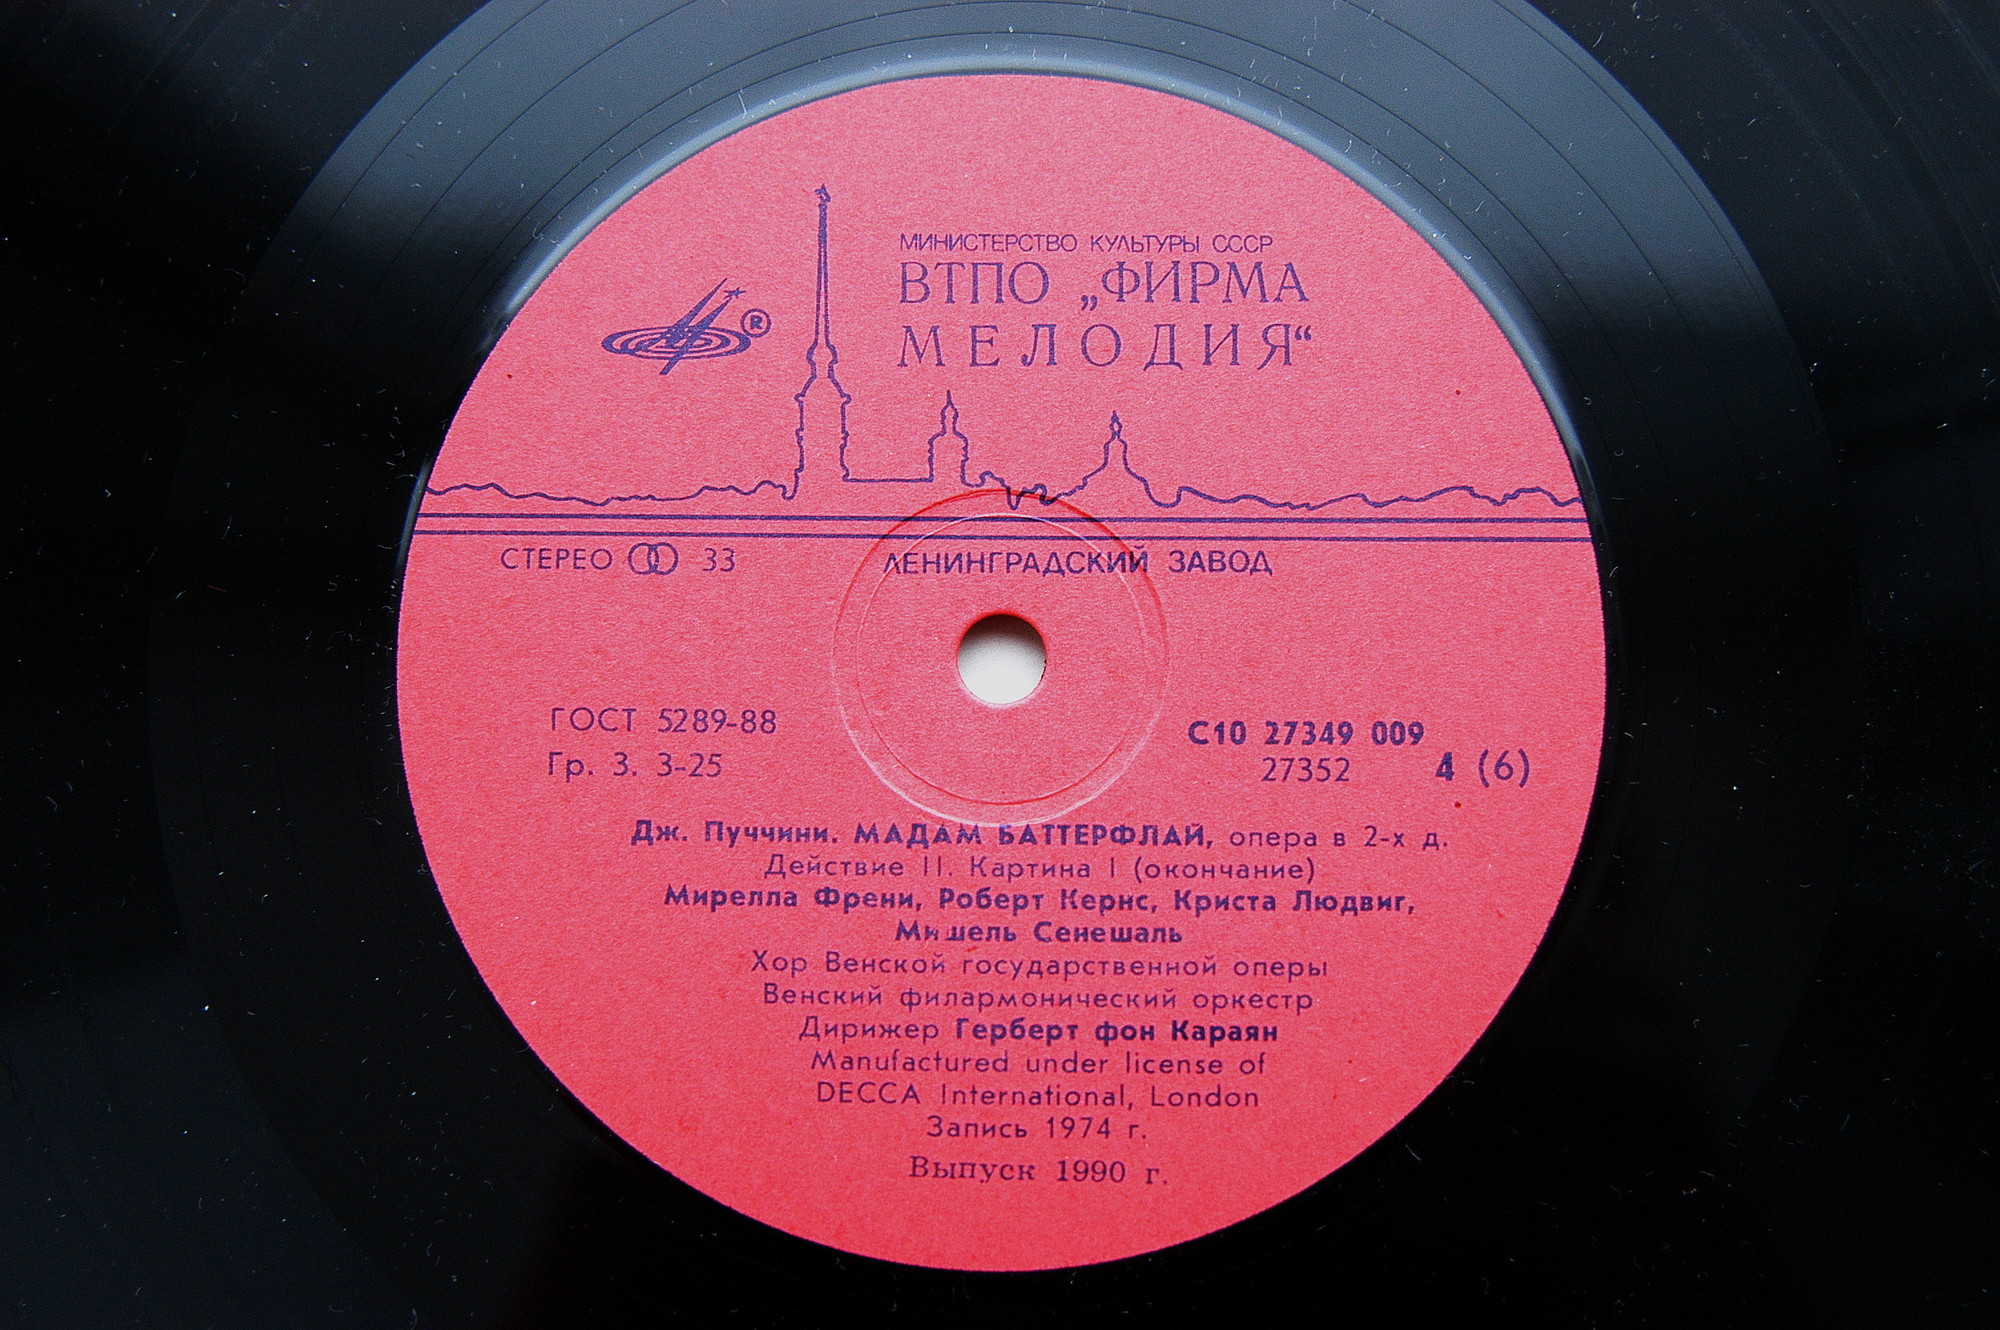 МИНИСТЕРСТВО КУЛЬТУРЫ СССР
ВТПО „ФИРМА
МЕЛОДИЯ“
®
СТЕРЕО 33
ЛЕНИНГРАДСКИЙ ЗАВОД
ГОСТ 5289-88
Гр. 3. 3-25
С10 27349 009
27352 4 (6)
Дж. Пуччини. МАДАМ БАТТЕРФЛАЙ, опера в 2-х д.
Действие II. Картина I (окончание)
Мирелла Френи, Роберт Кернс, Криста Людвиг,
Мишель Сенешаль
Хор Венской государственной оперы
Венский филармонический оркестр
Дирижер Герберт фон Караян
Manufactured under license of
DECCA International, London
Запись 1974 г.
Выпуск 1990 г.